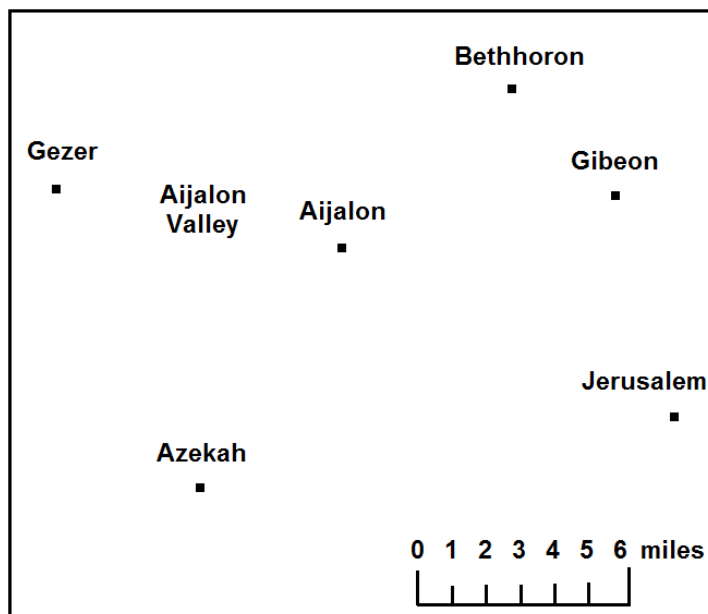 Bethhoron
Gezer
Gibeon
Aijalon
Valley
Aijalon
Jerusalem
Azekah
0 1 2 3 4 5 6 miles